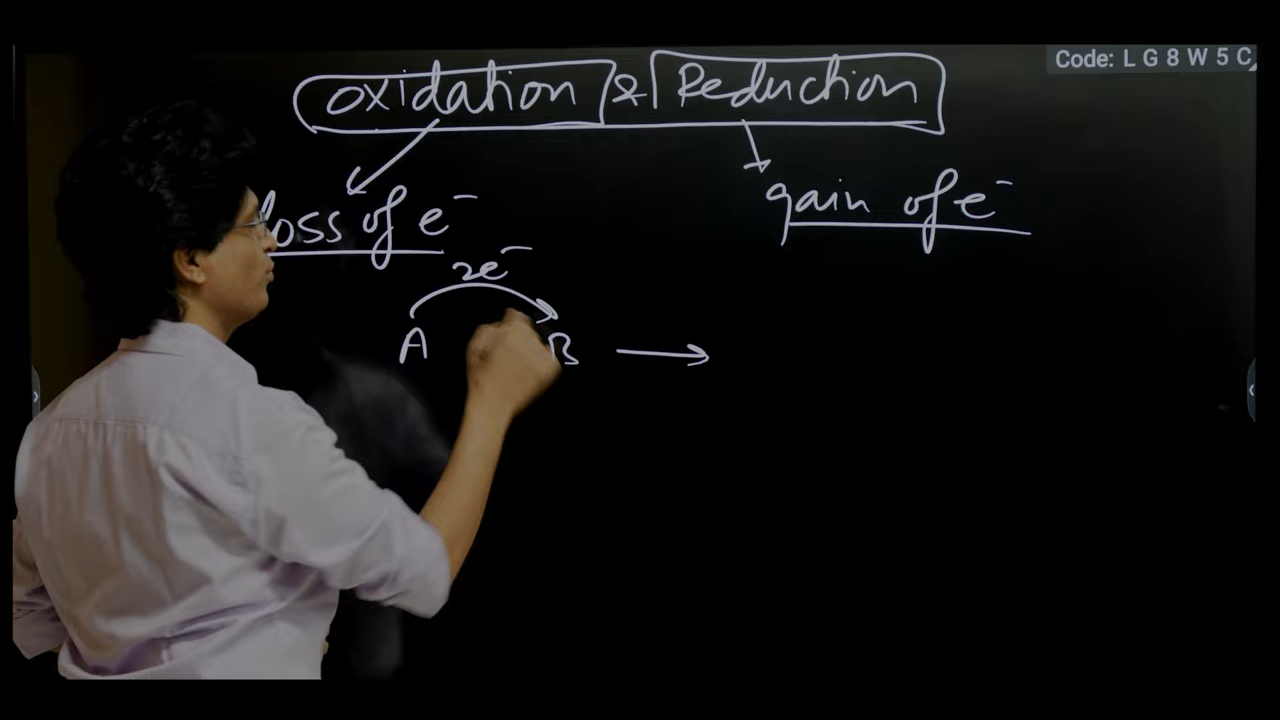 Code: L G 8 W 5 C
Oxidation & Reduction
loss of e⁻
gain of e⁻
2e⁻
A B ⟶